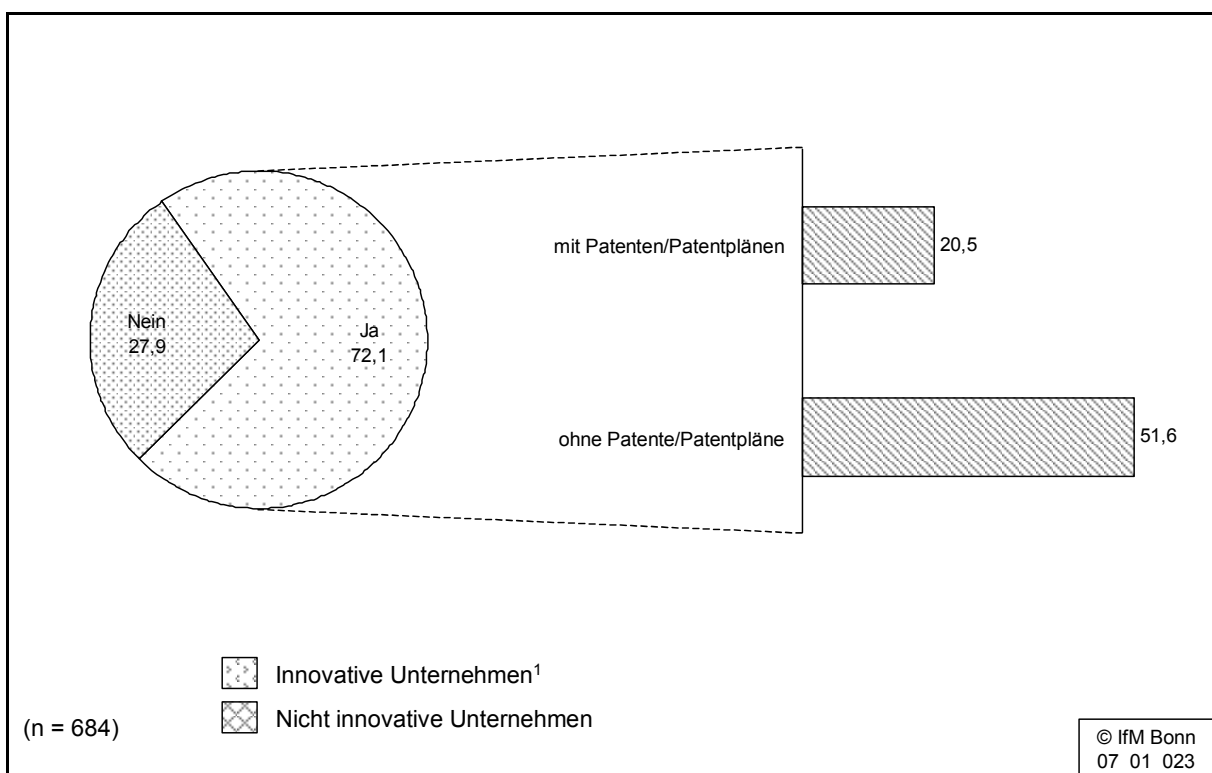 mit Patenten/Patentplänen
20,5
Nein
27,9
Ja
72,1
ohne Patente/Patentpläne
51,6
Innovative Unternehmen¹
Nicht innovative Unternehmen
(n = 684)
© IfM Bonn
07 01 023